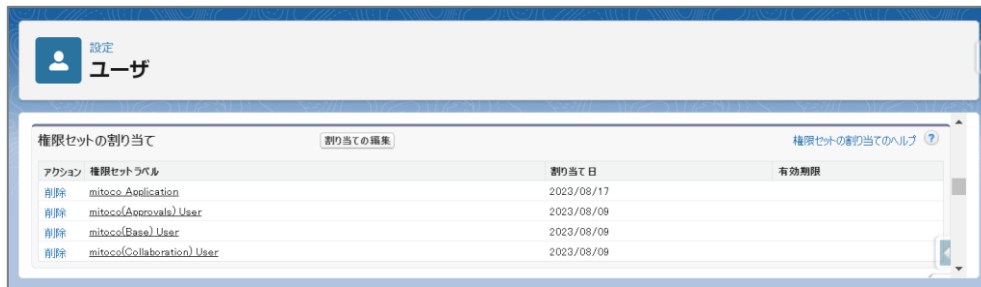 設定
ユーザ
権限セットの割り当て 割り当ての編集 権限セットの割り当てのヘルプ ?
アクション 権限セットラベル 割り当て日 有効期限
削除 mitoco Application 2023/08/17
削除 mitoco(Approvals) User 2023/08/09
削除 mitoco(Base) User 2023/08/09
削除 mitoco(Collaboration) User 2023/08/09